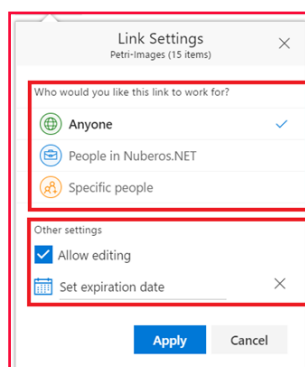 Link Settings
Petri-Images (15 items)
Who would you like this link to work for?
Anyone
People in Nuberos.NET
Specific people
Other settings
Allow editing
Set expiration date
Apply
Cancel